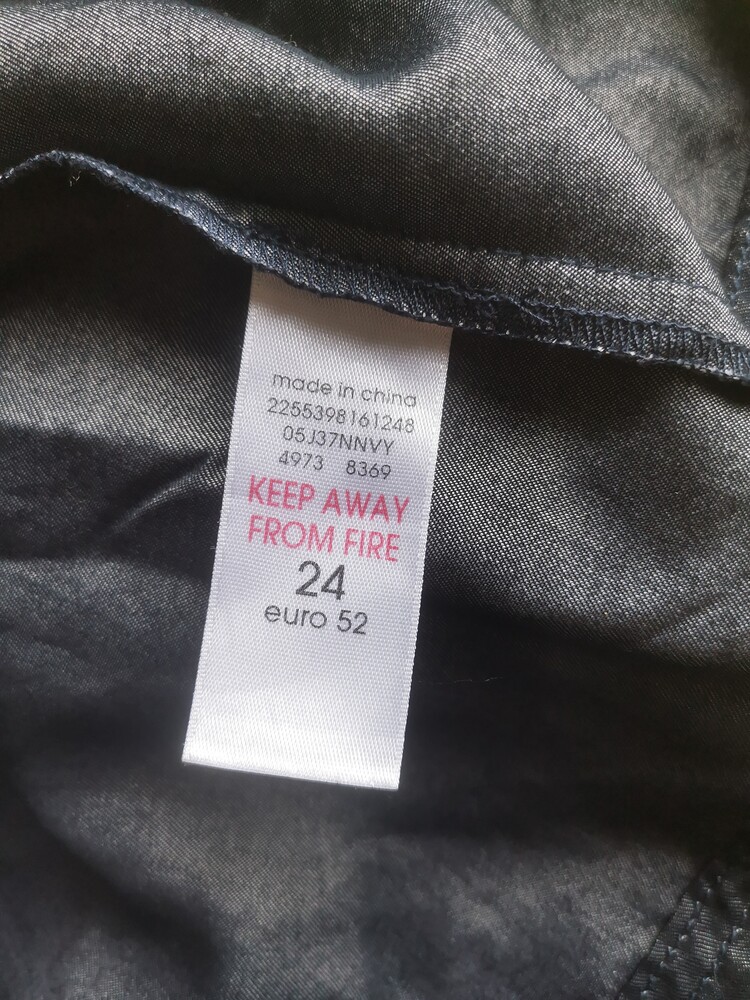 made in china
2255398161248
05J37NNVY
4973 8369
KEEP AWAY
FROM FIRE
24
euro 52